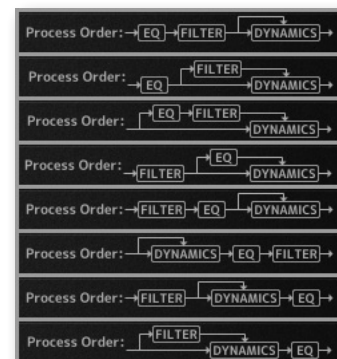 Process Order: EQ FILTER DYNAMICS
FILTER
Process Order: EQ DYNAMICS
EQ FILTER
Process Order: DYNAMICS
EQ
Process Order: FILTER DYNAMICS
Process Order: FILTER EQ DYNAMICS
Process Order: DYNAMICS EQ FILTER
Process Order: FILTER DYNAMICS EQ
FILTER
Process Order: DYNAMICS EQ